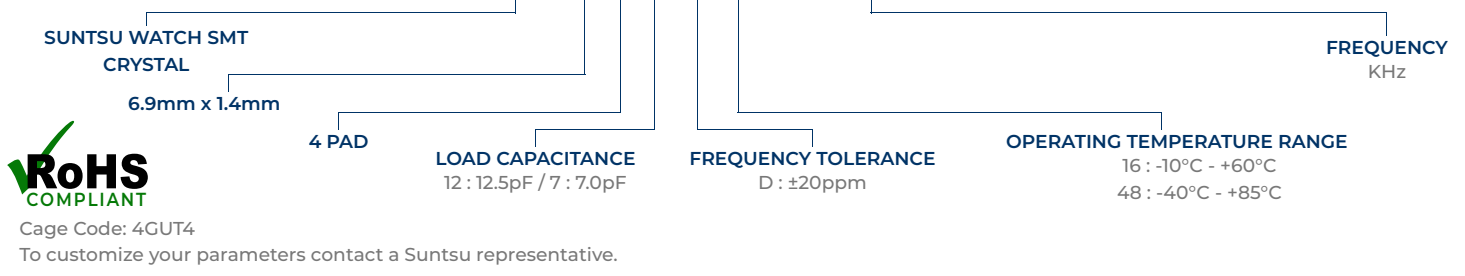 SUNTSU WATCH SMT
CRYSTAL
FREQUENCY
KHz
6.9mm x 1.4mm
4 PAD
OPERATING TEMPERATURE RANGE
16 : -10°C - +60°C
48 : -40°C - +85°C
LOAD CAPACITANCE
12 : 12.5pF / 7 : 7.0pF
FREQUENCY TOLERANCE
D : ±20ppm
RoHS
COMPLIANT
Cage Code: 4GUT4
To customize your parameters contact a Suntsu representative.